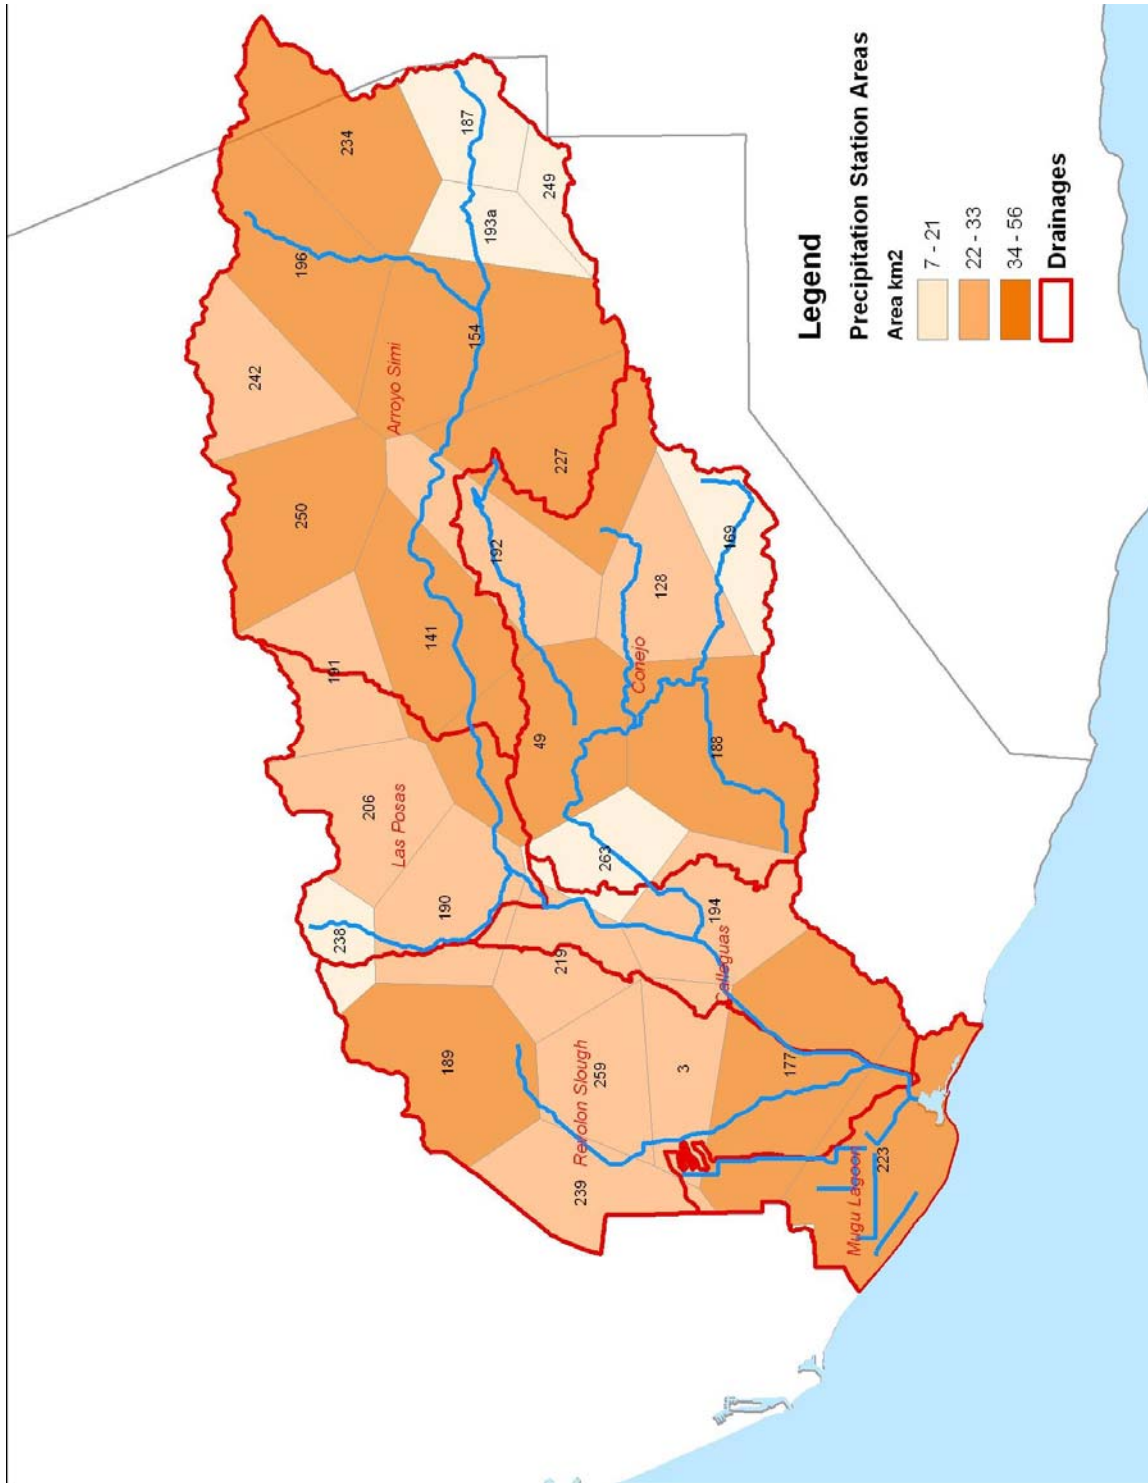 242
250
196
238
191
234
206
Las Posas
Arroyo Simi
141
189
190
187
154
193a
192
49
249
219
227
239
Revolon Slough
259
263
Conejo
128
3
194
188
Calleguas
169
177
Mugu Lagoon
223
Legend
Precipitation Station Areas
Area km2
7 - 21
22 - 33
34 - 56
Drainages